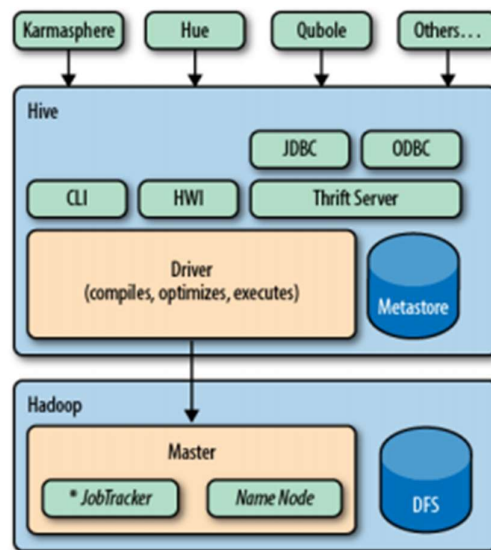 Karmasphere
Hue
Qubole
Others...
Hive
JDBC
ODBC
CLI
HWI
Thrift Server
Driver
(compiles, optimizes, executes)
Metastore
Hadoop
Master
* JobTracker
Name Node
DFS